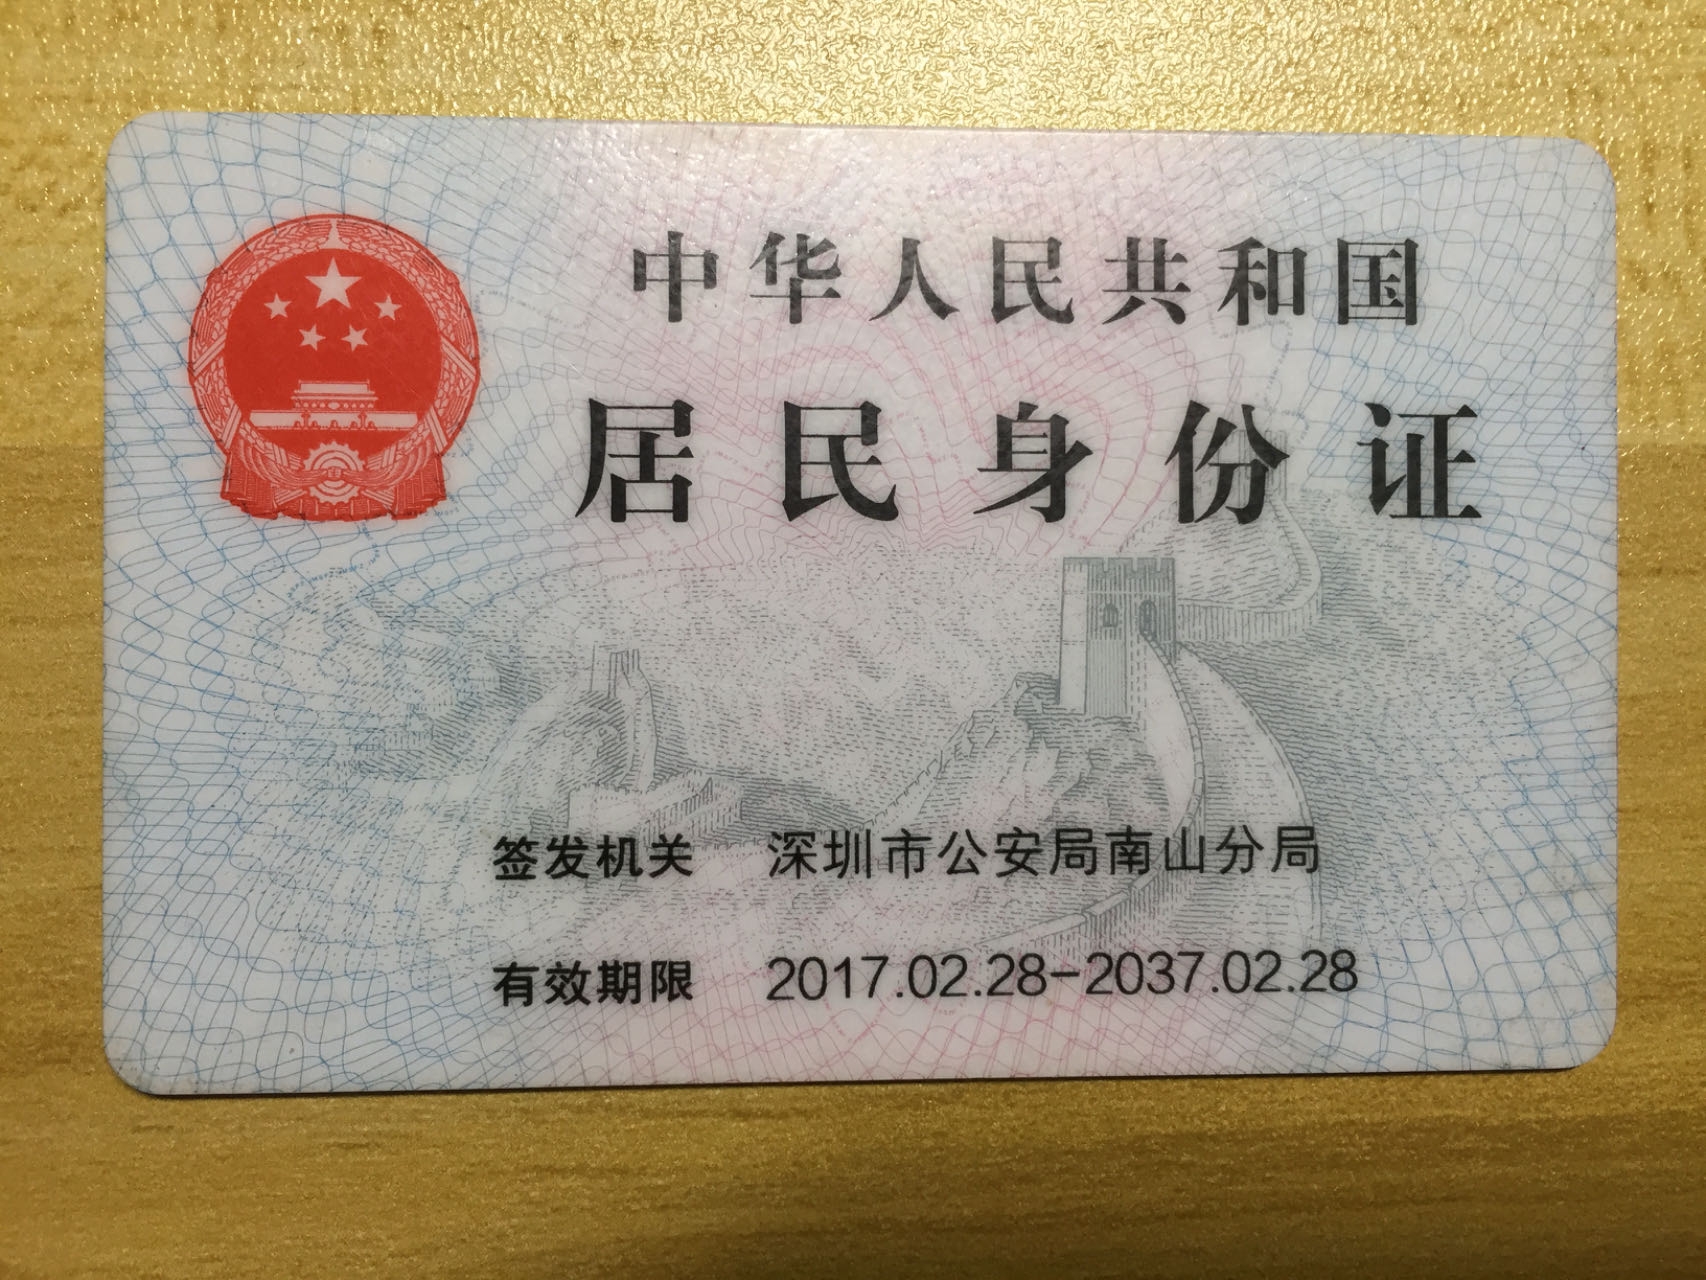 中华人民共和国
居民身份证
签发机关 深圳市公安局南山分局
有效期限 2017.02.28-2037.02.28